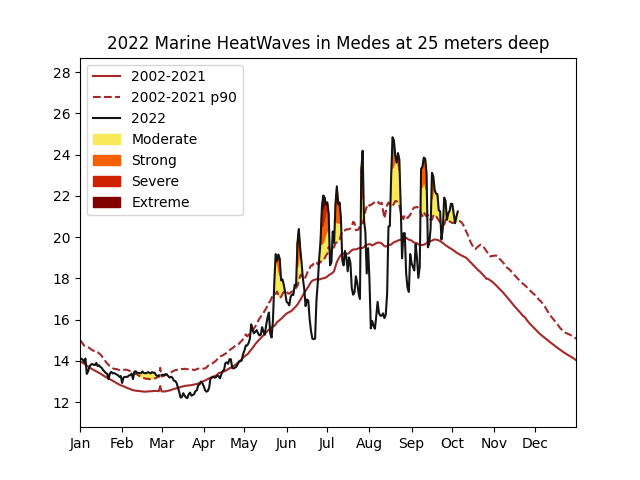 2022 Marine HeatWaves in Medes at 25 meters deep
2002-2021
2002-2021 p90
2022
Moderate
Strong
Severe
Extreme
28
26
24
22
20
18
16
14
12
Jan Feb Mar Apr May Jun Jul Aug Sep Oct Nov Dec